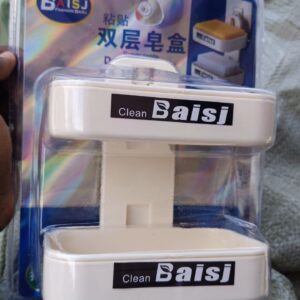 BAISJ
粘贴
双层皂盒
Clean Baisj
Clean Baisj